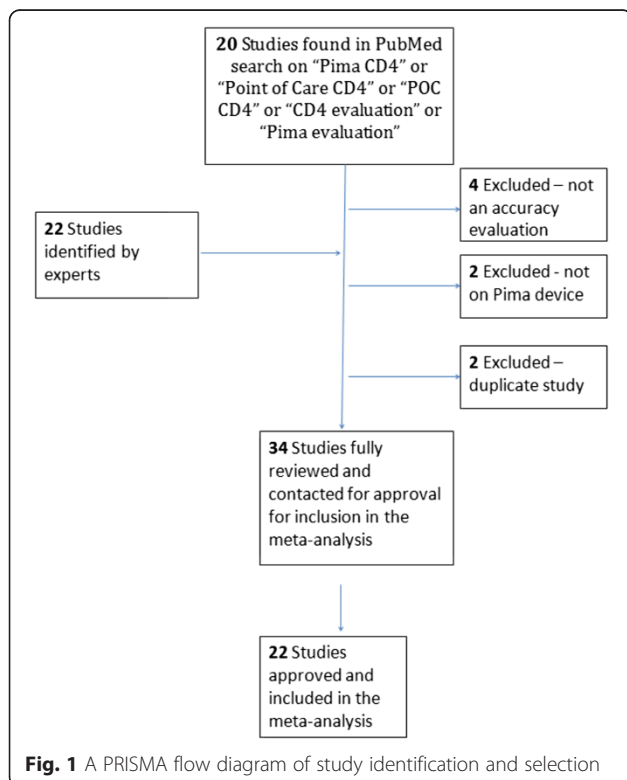 20 Studies found in PubMed
search on “Pima CD4” or
“Point of Care CD4” or “POC
CD4” or “CD4 evaluation” or
“Pima evaluation”
4 Excluded – not
an accuracy
evaluation
22 Studies
identified by
experts
2 Excluded - not
on Pima device
2 Excluded –
duplicate study
34 Studies fully
reviewed and
contacted for approval
for inclusion in the
meta-analysis
22 Studies
approved and
included in the
meta-analysis
Fig. 1 A PRISMA flow diagram of study identification and selection